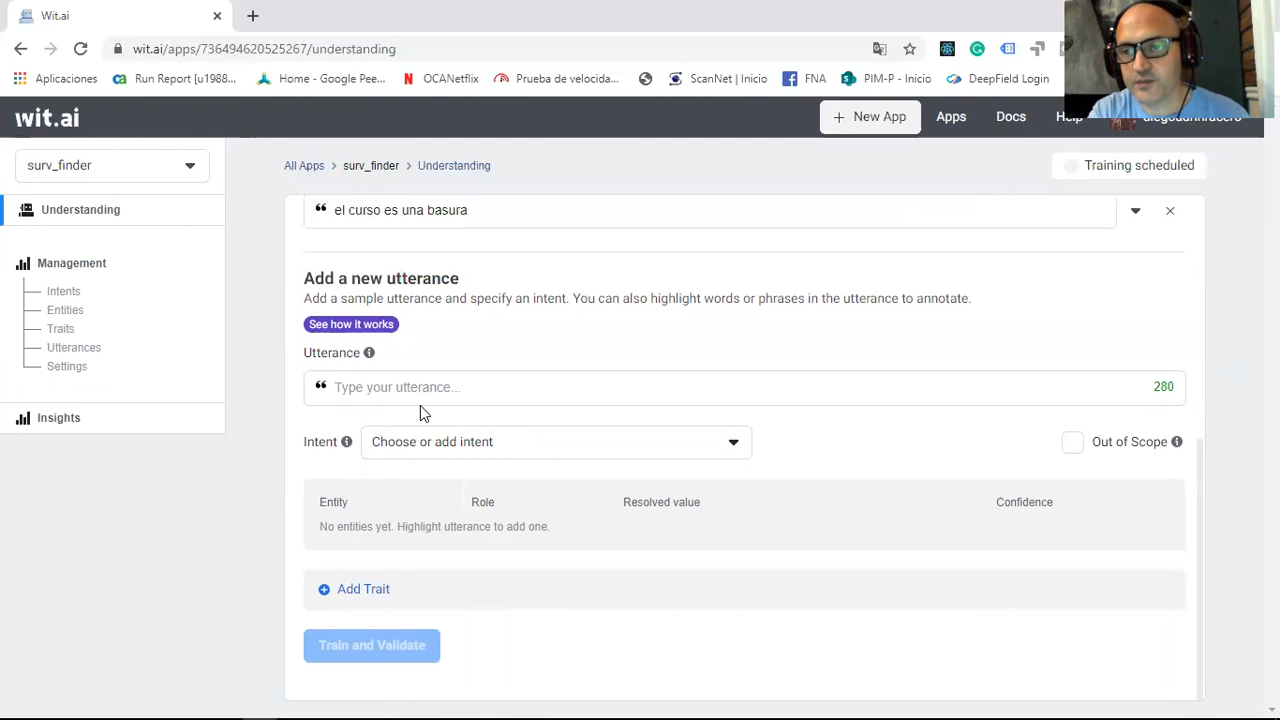 Wit.ai
wit.ai/apps/736494620525267/understanding
Aplicaciones
Run Report [u1988...
Home - Google Pee...
OCANetflix
Prueba de velocida...
ScanNet | Inicio
FNA
PIM-P - Inicio
DeepField Login
wit.ai
New App
Apps
Docs
Help
surv_finder
All Apps > surv_finder > Understanding
Training scheduled
Understanding
Management
Intents
Entities
Traits
Utterances
Settings
Insights
❝ el curso es una basura
Add a new utterance
Add a sample utterance and specify an intent. You can also highlight words or phrases in the utterance to annotate.
See how it works
Utterance
❝ Type your utterance...
280
Intent
Choose or add intent
Out of Scope
Entity Role Resolved value Confidence
No entities yet. Highlight utterance to add one.
Add Trait
Train and Validate